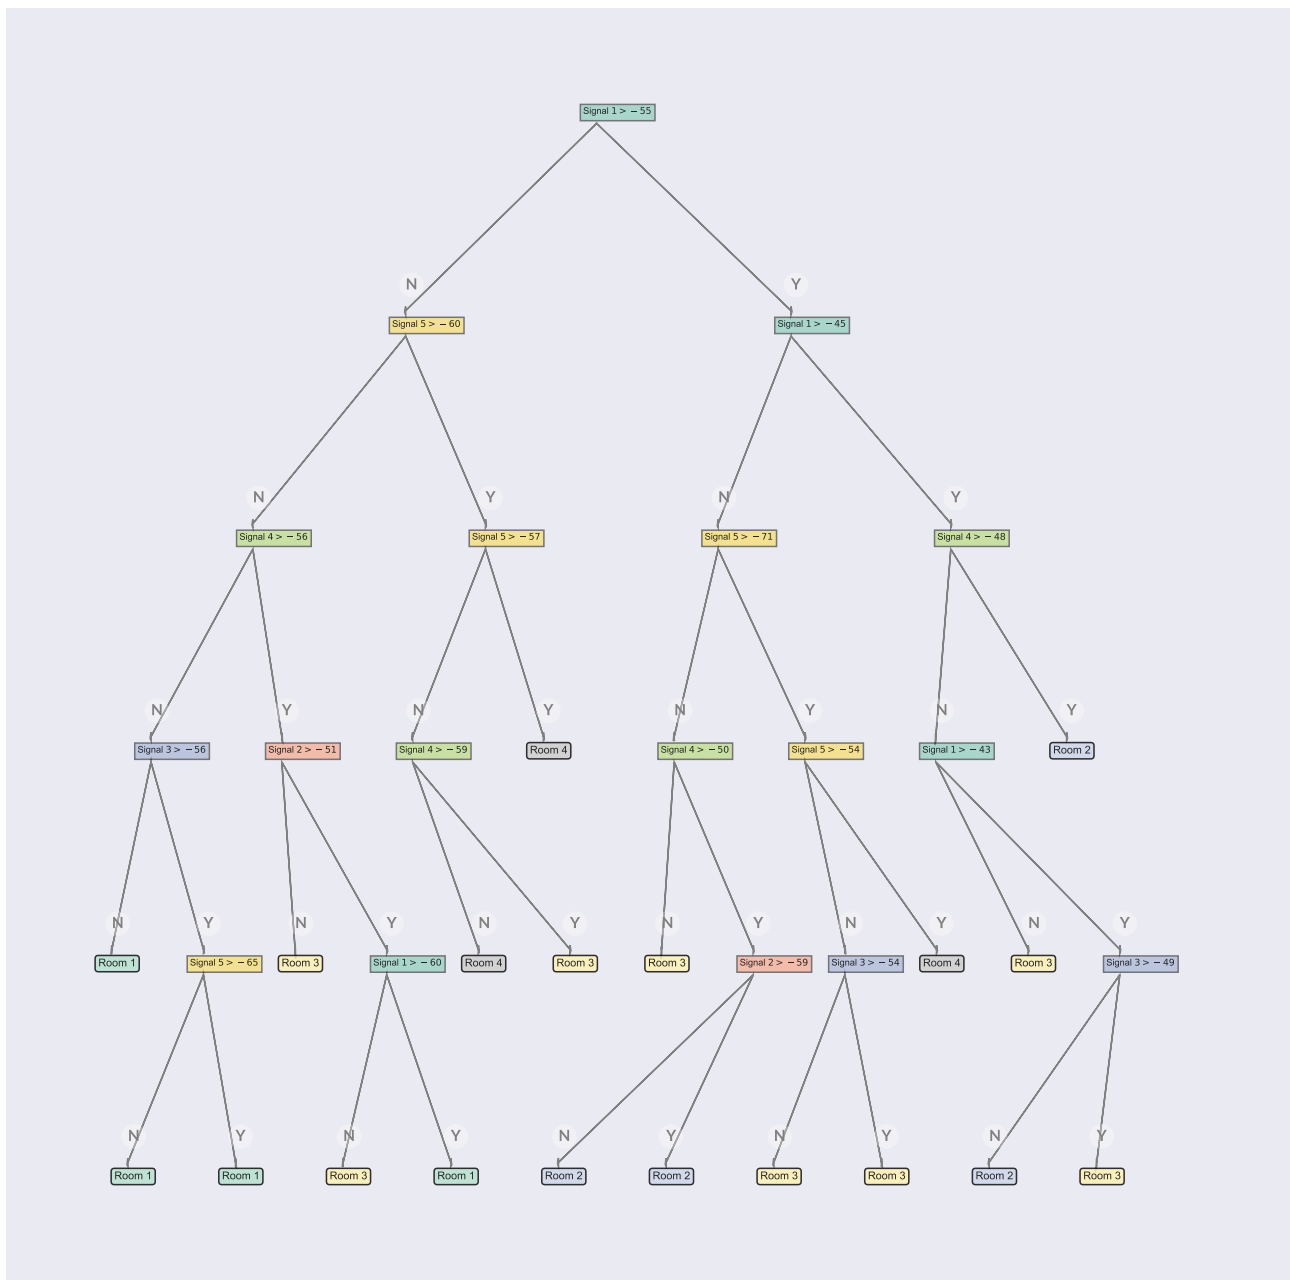 Signal 1 > − 55
N
Y
Signal 5 > − 60
Signal 1 > − 45
N
Y
N
Y
Signal 4 > − 56
Signal 5 > − 57
Signal 5 > − 71
Signal 4 > − 48
N
Y
N
Y
N
Y
N
Y
Signal 3 > − 56
Signal 2 > − 51
Signal 4 > − 59
Room 4
Signal 4 > − 50
Signal 5 > − 54
Signal 1 > − 43
Room 2
N
Y
N
Y
N
Y
N
Y
N
Y
N
Y
Room 1
Signal 5 > − 65
Room 3
Signal 1 > − 60
Room 4
Room 3
Room 3
Signal 2 > − 59
Signal 3 > − 54
Room 4
Room 3
Signal 3 > − 49
N
Y
N
Y
N
Y
N
Y
N
Y
Room 1
Room 1
Room 3
Room 1
Room 2
Room 2
Room 3
Room 3
Room 2
Room 3